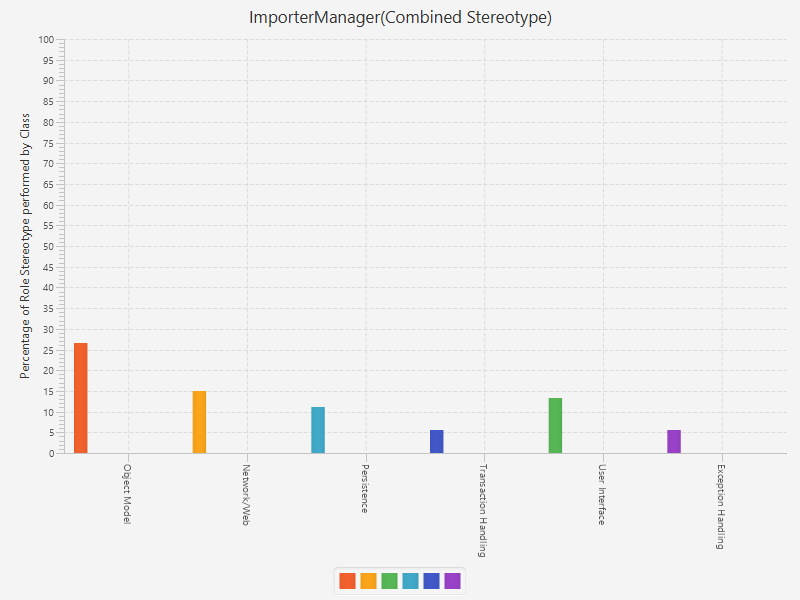 ImporterManager(Combined Stereotype)
Percentage of Role Stereotype performed by Class
100
95
90
85
80
75
70
65
60
55
50
45
40
35
30
25
20
15
10
5
0
Object Model
Network/Web
Persistence
Transaction Handling
User Interface
Exception Handling